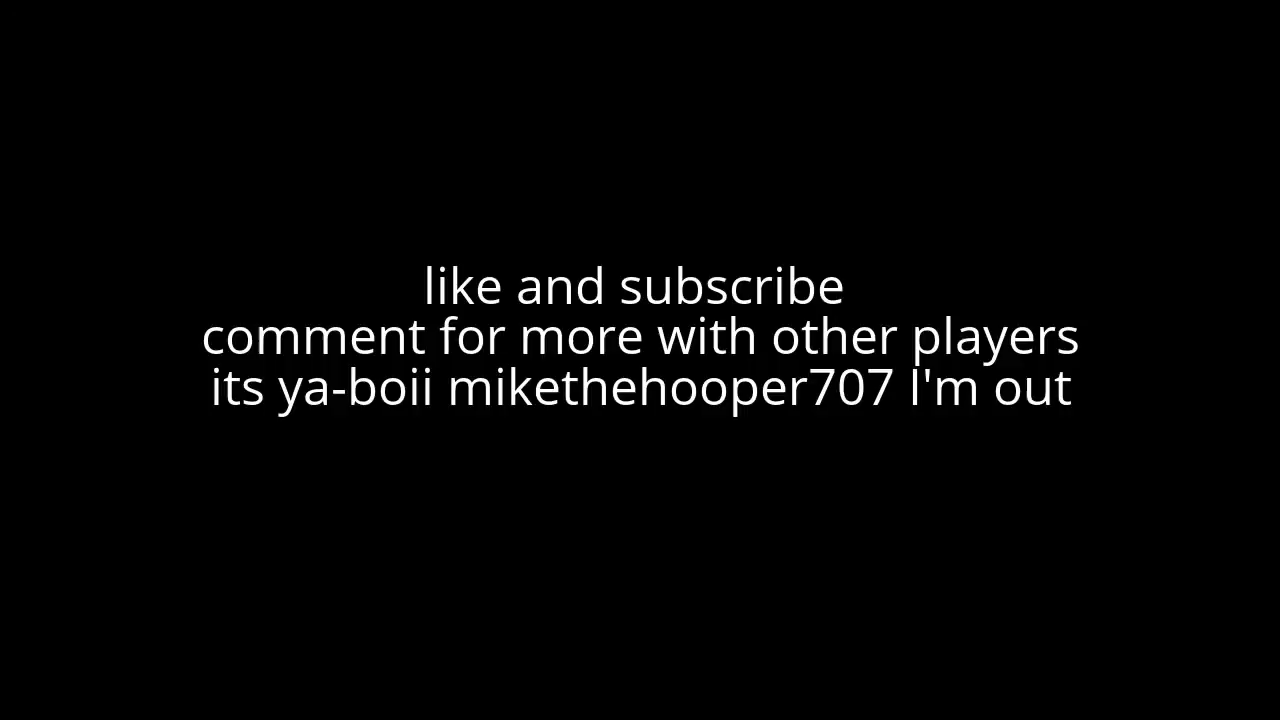 like and subscribe
comment for more with other players
its ya-boii mikethehooper707 I'm out